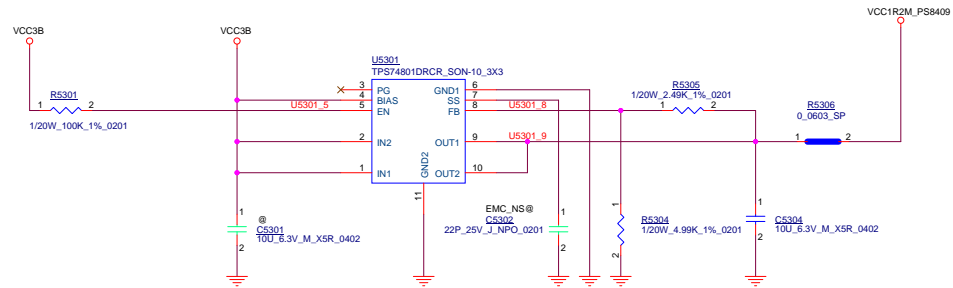 VCC1R2M_PS8409
VCC3B
VCC3B
U5301
TPS74801DRCR_SON-10_3X3
R5301
1 2
1/20W_100K_1%_0201
U5301_5
3 PG
4 BIAS
5 EN
2 IN2
1 IN1
GND1 6
SS 7
FB 8
OUT1 9
OUT2 10
GND2
11
U5301_8
U5301_9
R5305
1/20W_2.49K_1%_0201
1 2
R5306
0_0603_SP
1 2
@
C5301
10U_6.3V_M_X5R_0402
1
2
EMC_NS@
C5302
22P_25V_J_NPO_0201
1
2
R5304
1/20W_4.99K_1%_0201
1
2
C5304
10U_6.3V_M_X5R_0402
1
2